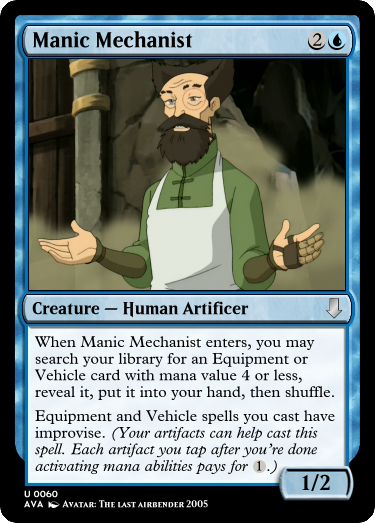 Manic Mechanist 2
Creature — Human Artificer
When Manic Mechanist enters, you may
search your library for an Equipment or
Vehicle card with mana value 4 or less,
reveal it, put it into your hand, then shuffle.
Equipment and Vehicle spells you cast have
improvise. (Your artifacts can help cast this
spell. Each artifact you tap after you're done
activating mana abilities pays for 1.)
1/2
U 0060
AVA Avatar: The last airbender 2005